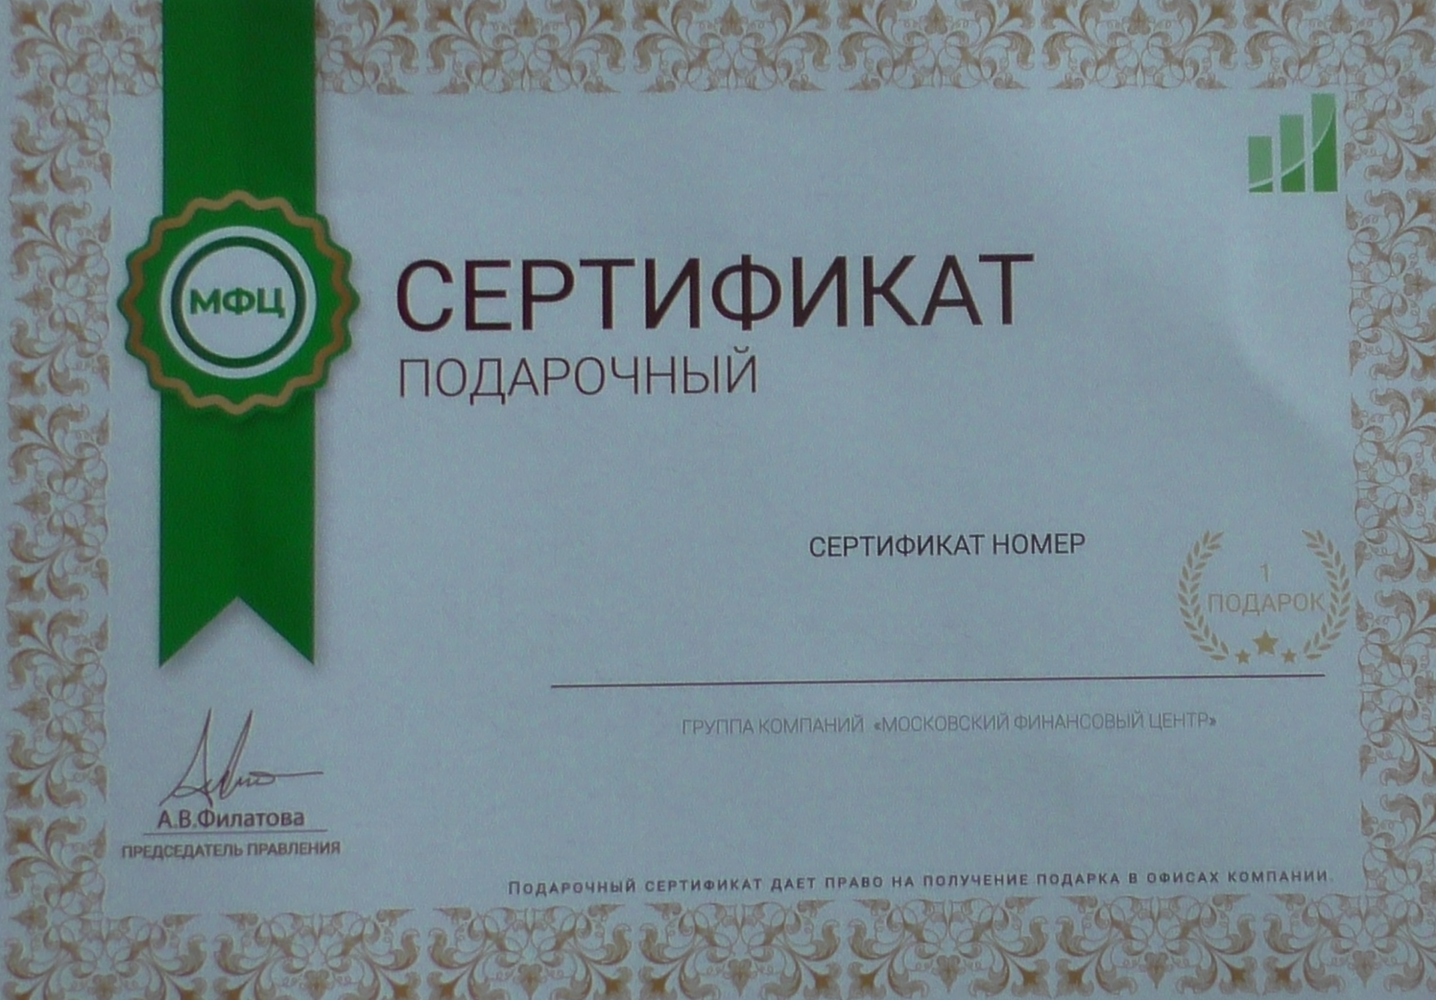 МФЦ
СЕРТИФИКАТ
ПОДАРОЧНЫЙ
СЕРТИФИКАТ НОМЕР
1
ПОДАРОК
ГРУППА КОМПАНИЙ «МОСКОВСКИЙ ФИНАНСОВЫЙ ЦЕНТР»
А.В.Филатова
ПРЕДСЕДАТЕЛЬ ПРАВЛЕНИЯ
ПОДАРОЧНЫЙ СЕРТИФИКАТ ДАЕТ ПРАВО НА ПОЛУЧЕНИЕ ПОДАРКА В ОФИСАХ КОМПАНИИ.